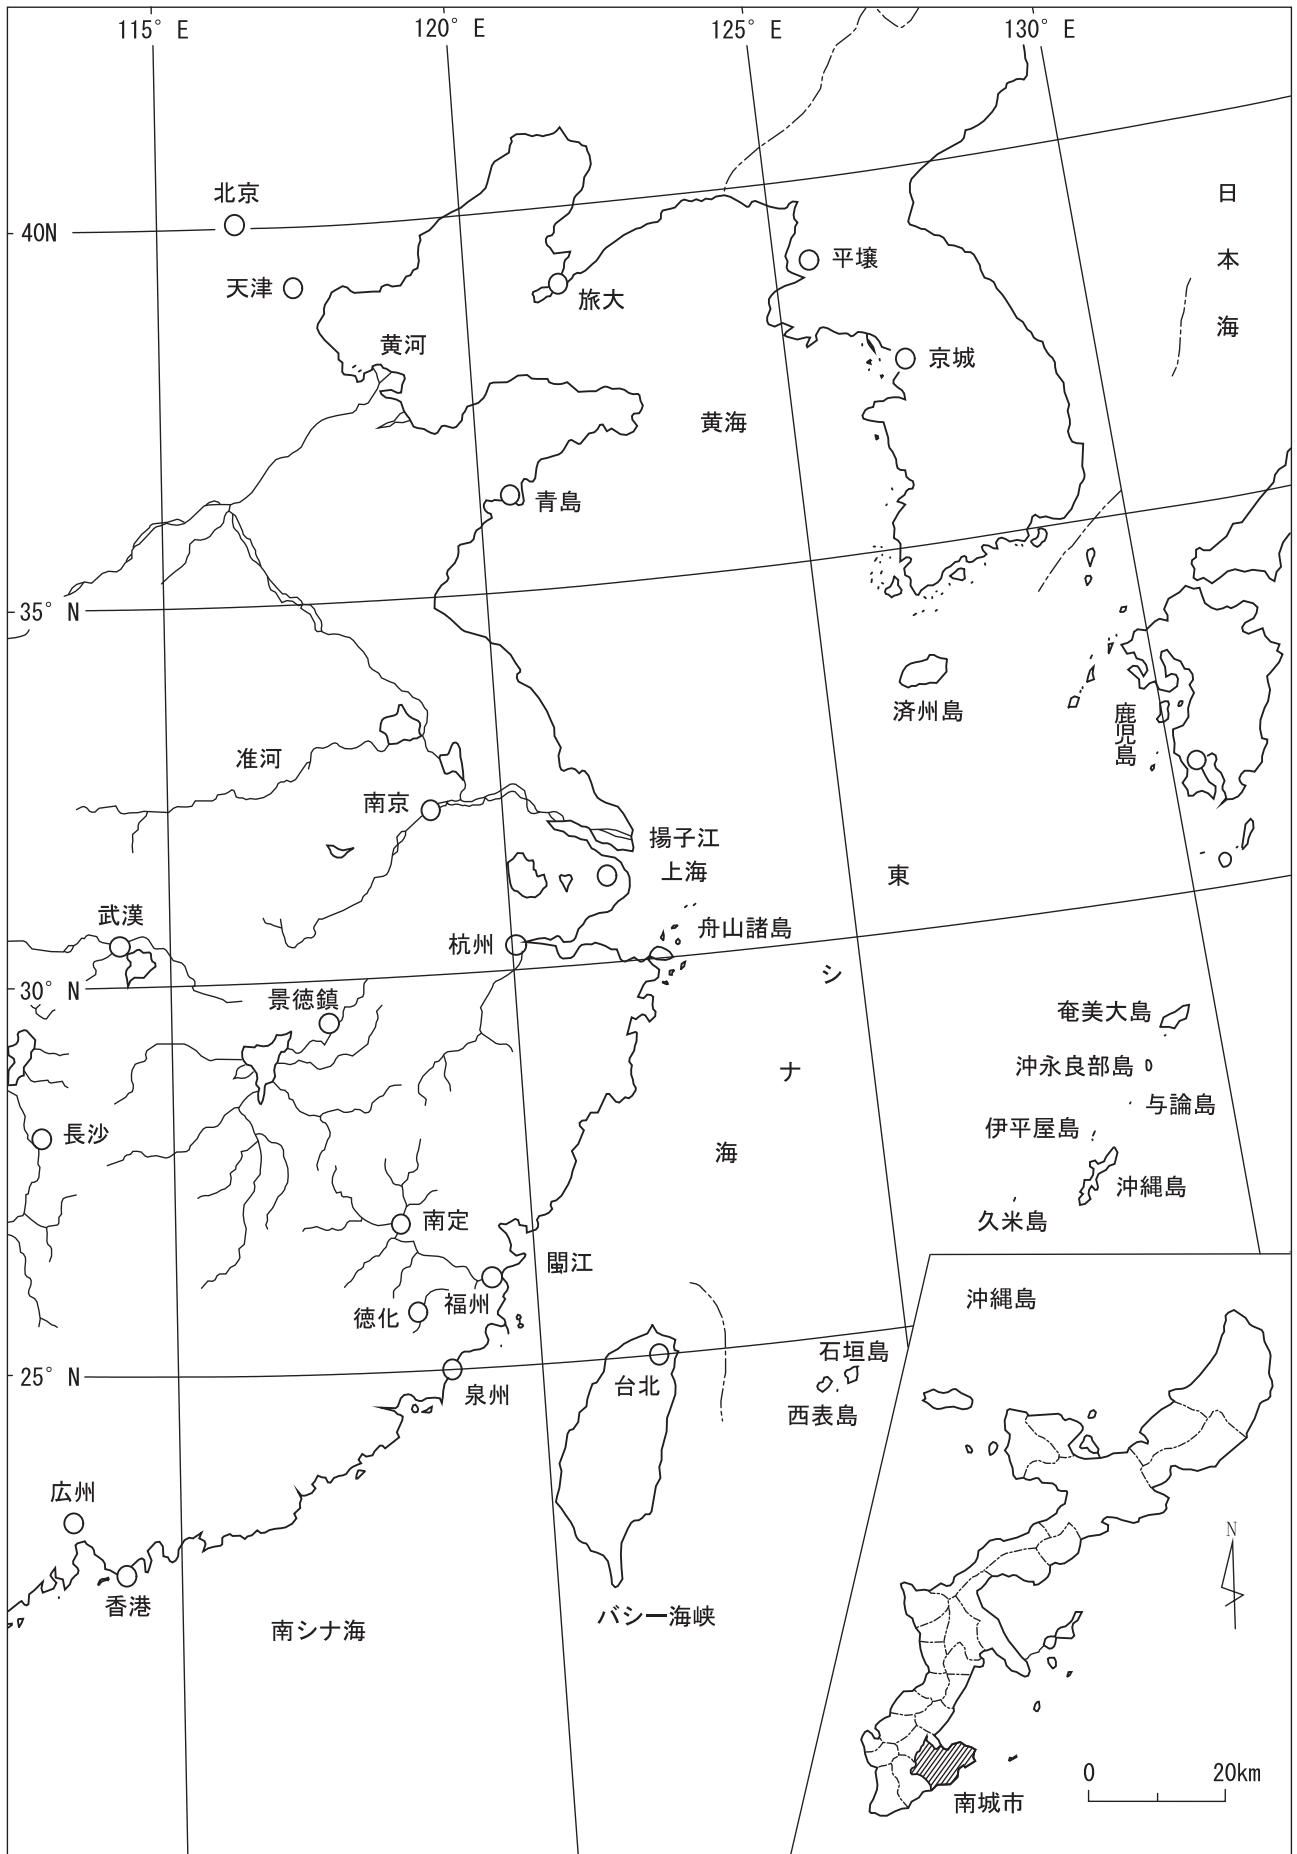 115° E
120° E
125° E
130° E
北京
40N
天津
旅大
平壌
日本海
黄河
京城
黄海
青島
35° N
済州島
鹿児島
准河
南京
揚子江
上海
東シナ海
武漢
杭州
舟山諸島
30° N
景徳鎮
奄美大島
沖永良部島
与論島
伊平屋島
長沙
沖縄島
久米島
南定
閩江
沖縄島
福州
徳化
石垣島
25° N
台北
泉州
西表島
広州
N
香港
バシー海峡
南シナ海
0
20km
南城市